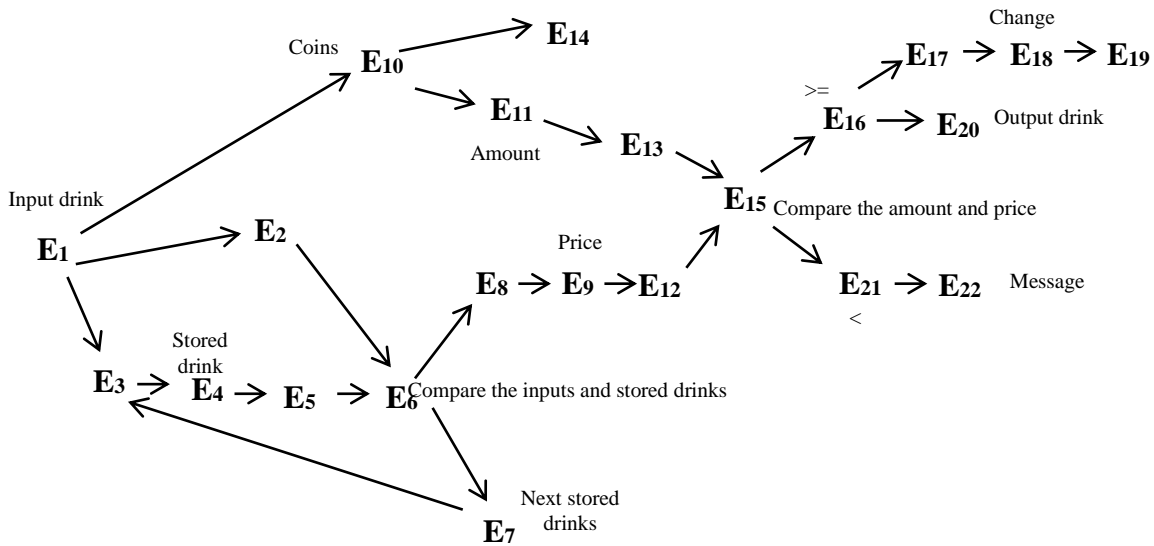 Change
Coins
E14
E10
E17
E18
E19
>=
E11
E16
E20 Output drink
Amount
E13
Input drink
E15 Compare the amount and price
E1
E2
Price
E8
E9
E12
E21
E22
Message
<
Stored
drink
E3
E4
E5
E6 Compare the inputs and stored drinks
Next stored
drinks
E7